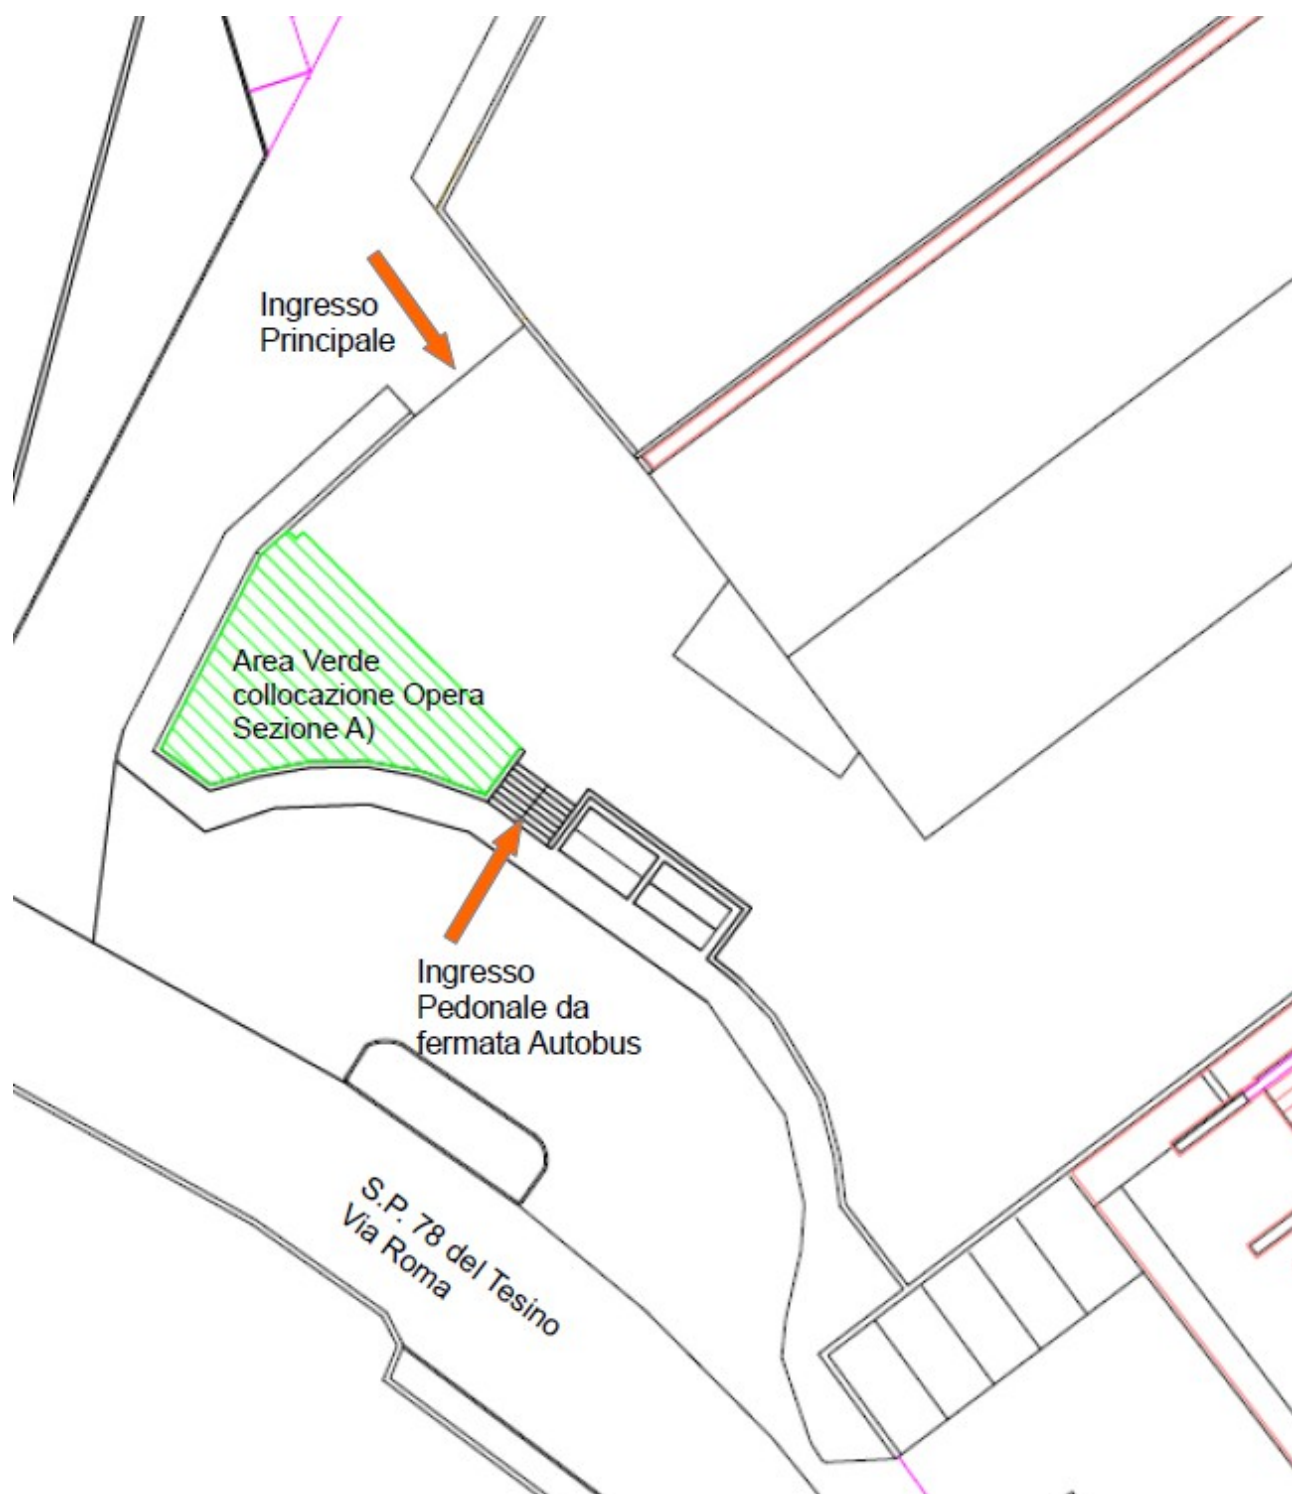 Ingresso
Principale
Area Verde
collocazione Opera
Sezione A)
Ingresso
Pedonale da
fermata Autobus
S.P. 78 del Tesino
Via Roma